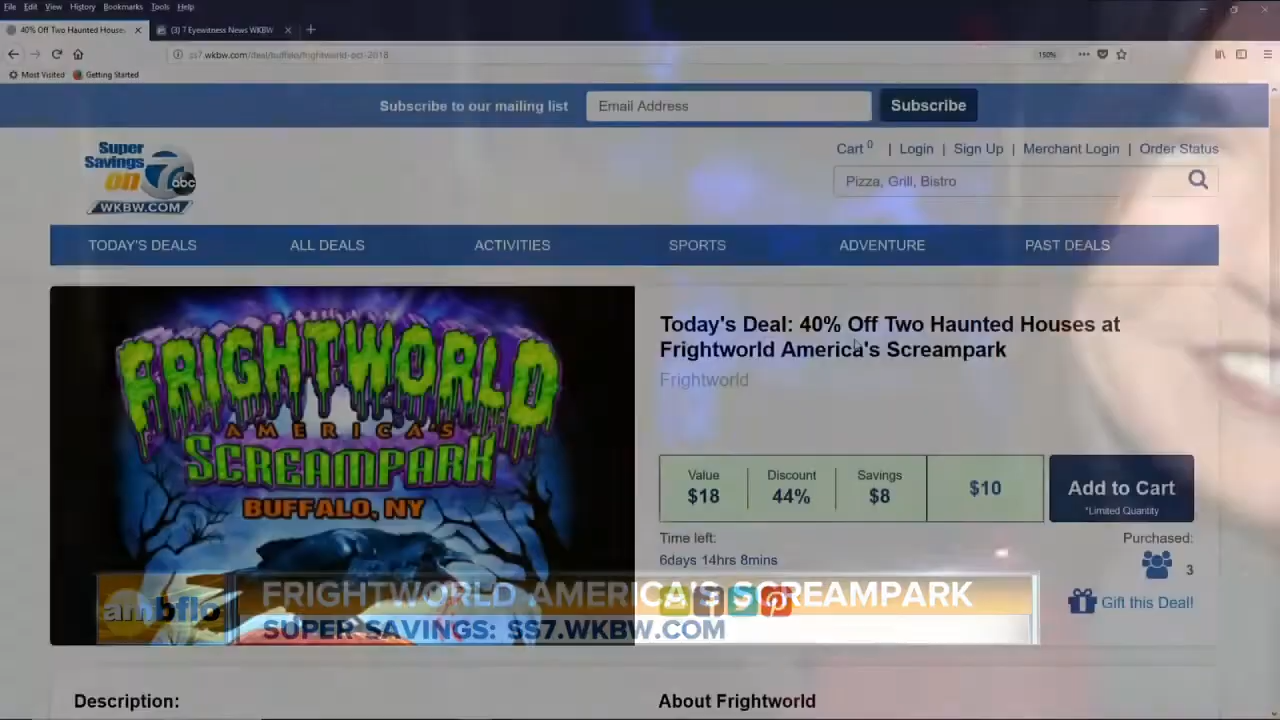 File Edit View History Bookmarks Tools Help
40% Off Two Haunted Houses
(3) 7 Eyewitness News WKBW
ss7.wkbw.com/deal/buffalo/frightworld-oct-2018
150%
Most Visited Getting Started
Subscribe to our mailing list Email Address Subscribe
Super
Savings
on 7 abc
WKBW.COM
Cart 0 | Login | Sign Up | Merchant Login | Order Status
Pizza, Grill, Bistro
TODAY'S DEALS ALL DEALS ACTIVITIES SPORTS ADVENTURE PAST DEALS
FRIGHTWORLD
AMERICA'S
SCREAMPARK
BUFFALO, NY
Today's Deal: 40% Off Two Haunted Houses at
Frightworld America's Screampark
Frightworld
Value Discount Savings
$18 44% $8 $10
Add to Cart
*Limited Quantity
Time left: Purchased:
6days 14hrs 8mins
3
Gift this Deal!
ambflo
FRIGHTWORLD AMERICA'S SCREAMPARK
SUPER SAVINGS: SS7.WKBW.COM
Description: About Frightworld